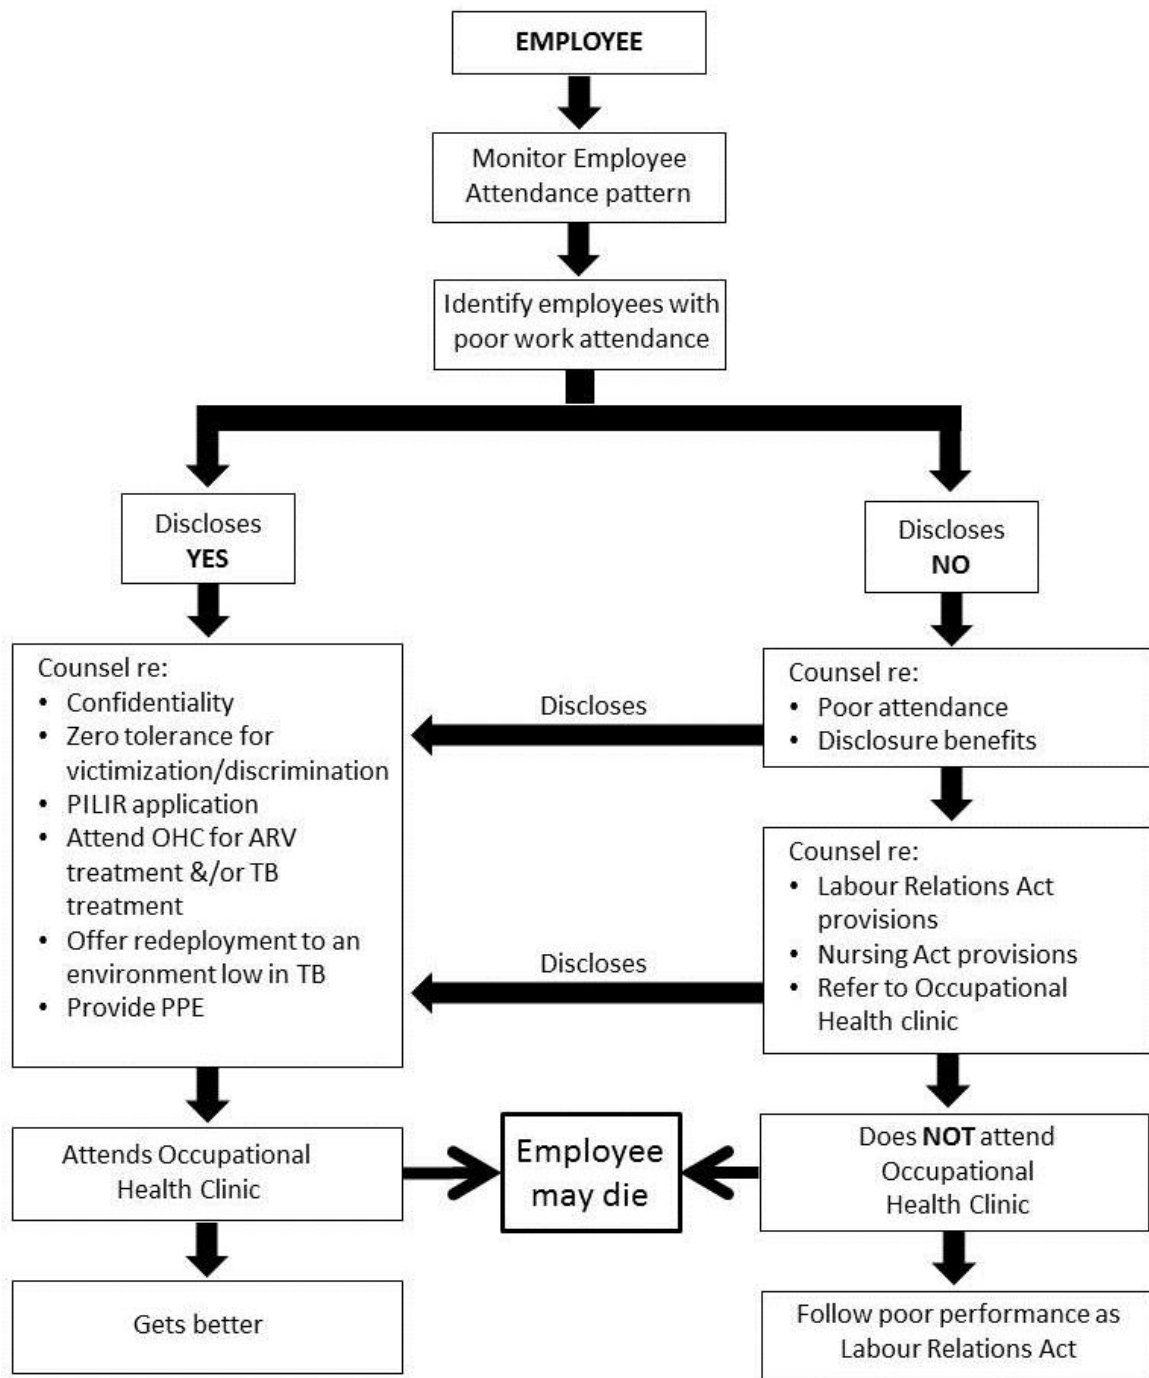 EMPLOYEE
Monitor Employee
Attendance pattern
Identify employees with
poor work attendance
Discloses
YES
Discloses
NO
Counsel re:
• Confidentiality
• Zero tolerance for
victimization/discrimination
• PILIR application
• Attend OHC for ARV
treatment &/or TB
treatment
• Offer redeployment to an
environment low in TB
• Provide PPE
Discloses
Counsel re:
• Poor attendance
• Disclosure benefits
Discloses
Counsel re:
• Labour Relations Act
provisions
• Nursing Act provisions
• Refer to Occupational
Health clinic
Attends Occupational
Health Clinic
Employee
may die
Does NOT attend
Occupational
Health Clinic
Gets better
Follow poor performance as
Labour Relations Act